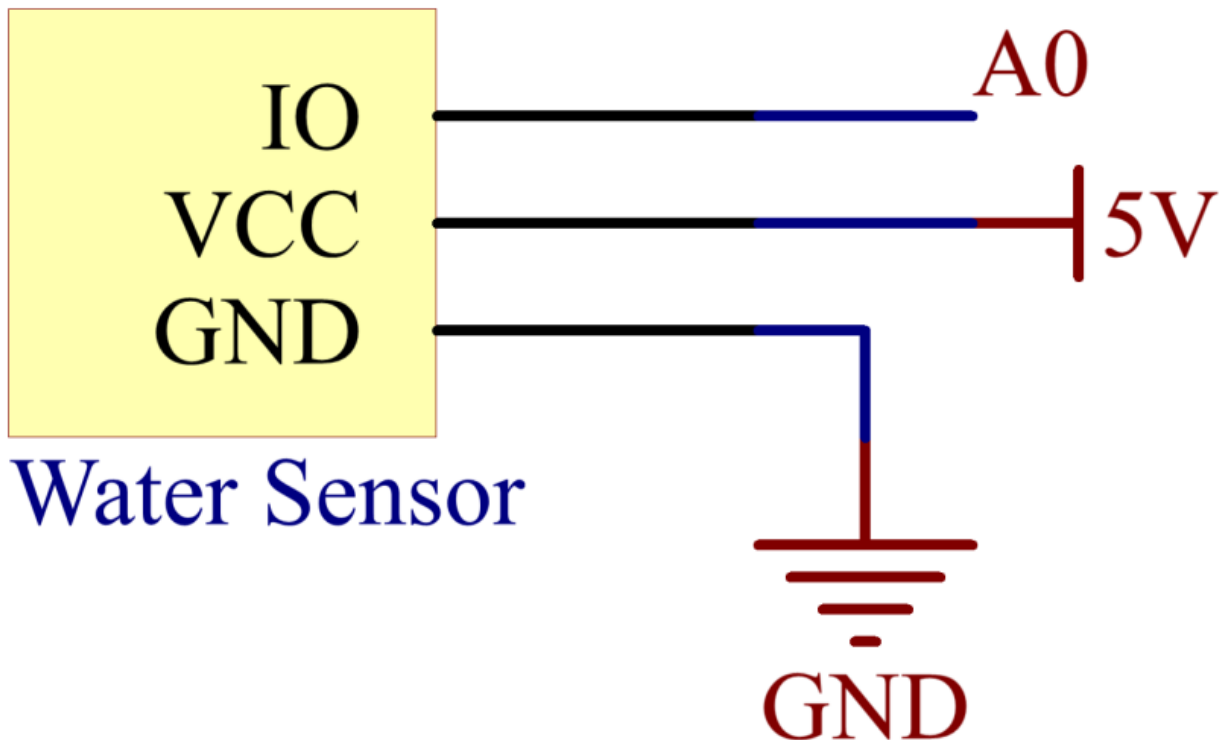 A0
IO
VCC
5V
GND
Water Sensor
GND